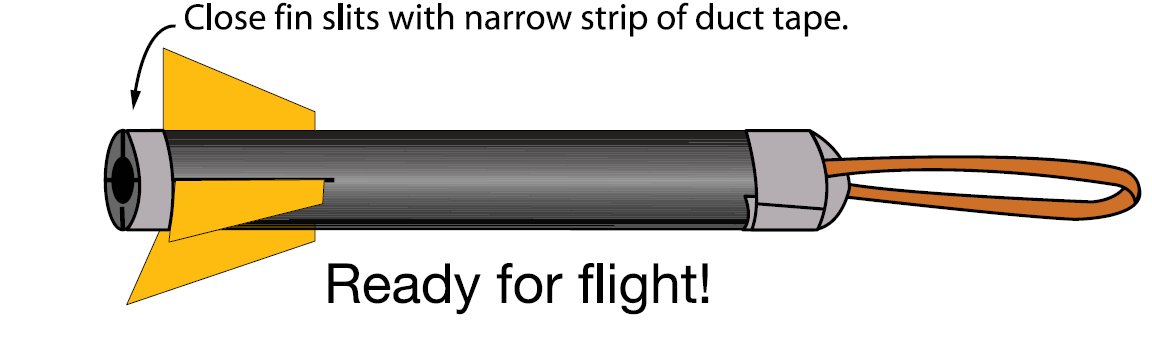 Close fin slits with narrow strip of duct tape.
Ready for flight!